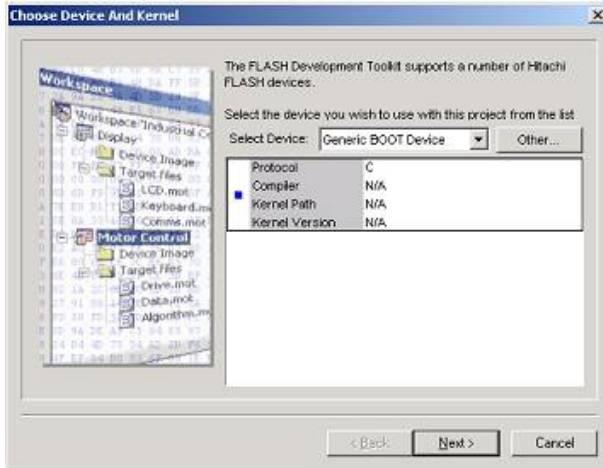 Choose Device And Kernel
The FLASH Development Toolkit supports a number of Hitachi
FLASH devices.
Select the device you wish to use with this project from the list
Select Device: Generic BOOT Device Other...
Protocol C
Compiler N/A
Kernel Path N/A
Kernel Version N/A
Workspace
Workspace "Industrial Co
Display
Device Image
Target files
LCD.mot
Keyboard.m
Comms.mot
Motor Control
Device Image
Target files
Drive.mot
Data.mot
Algorithm.m
< Back Next > Cancel